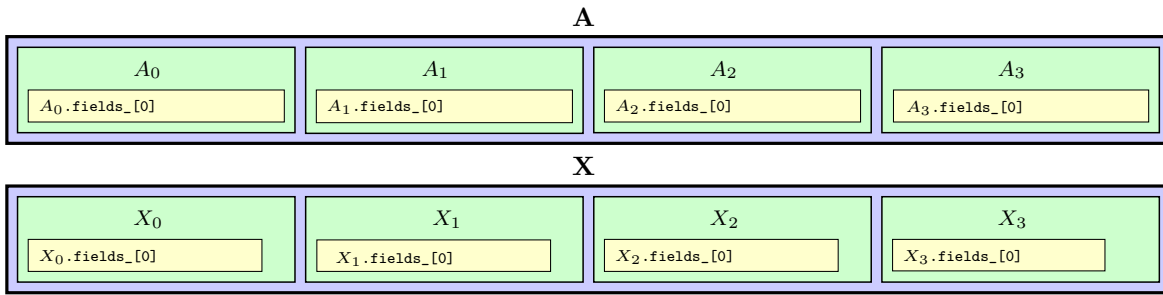 A
A₀ A₁ A₂ A₃
A₀.fields_[0] A₁.fields_[0] A₂.fields_[0] A₃.fields_[0]
X
X₀ X₁ X₂ X₃
X₀.fields_[0] X₁.fields_[0] X₂.fields_[0] X₃.fields_[0]